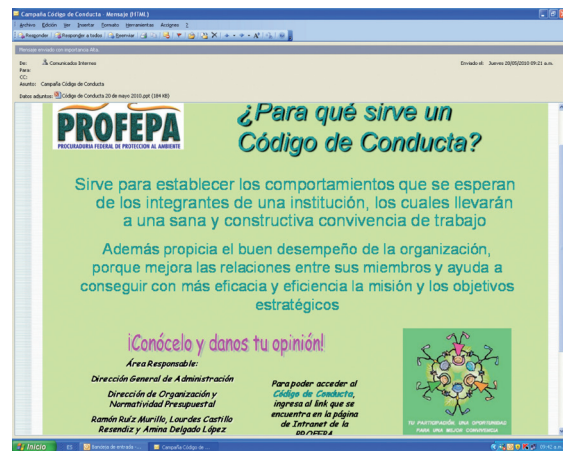 Campaña Código de Conducta - Mensaje (HTML)
Archivo Edición Ver Insertar Formato Herramientas Acciones ?
Responder Responder a todos Reenviar
Mensaje enviado con importancia Alta.
De: Comunicados Internos Enviado el: Jueves 20/05/2010 09:21 a.m.
Para:
CC:
Asunto: Campaña Código de Conducta
Datos adjuntos: Código de Conducta 20 de mayo 2010.ppt (184 KB)
PROFEPA
PROCURADURIA FEDERAL DE PROTECCION AL AMBIENTE
¿Para qué sirve un
Código de Conducta?
Sirve para establecer los comportamientos que se esperan
de los integrantes de una institución, los cuales llevarán
a una sana y constructiva convivencia de trabajo
Además propicia el buen desempeño de la organización,
porque mejora las relaciones entre sus miembros y ayuda a
conseguir con más eficacia y eficiencia la misión y los objetivos
estratégicos
¡Conócelo y danos tu opinión!
Área Responsable:
Dirección General de Administración
Dirección de Organización y
Normatividad Presupuestal
Ramón Ruíz Murillo, Lourdes Castillo
Resendiz y Amina Delgado López
Para poder acceder al
Código de Conducta,
ingresa al link que se
encuentra en la página
de Intranet de la
PROFEPA
TU PARTICIPACIÓN, UNA OPORTUNIDAD
PARA UNA MEJOR CONVIVENCIA
Inicio ES Bandeja de entrada -... Campaña Código de ... 09:41 a.m.